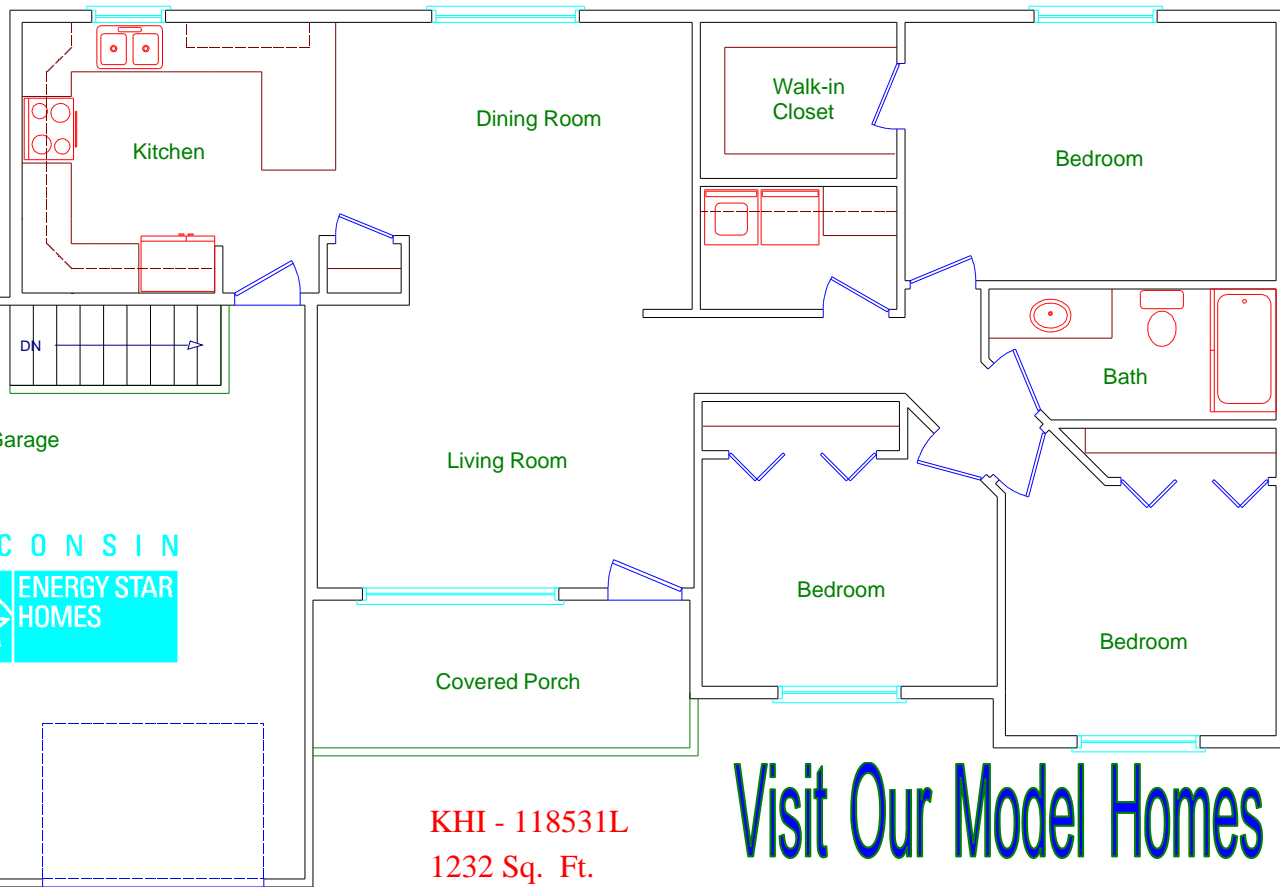 Walk-in
Closet
Dining Room
Kitchen
Bedroom
DN
Bath
Garage
Living Room
CONSIN
ENERGY STAR
HOMES
Bedroom
Bedroom
Covered Porch
KHI - 118531L
1232 Sq. Ft.
Visit Our Model Homes